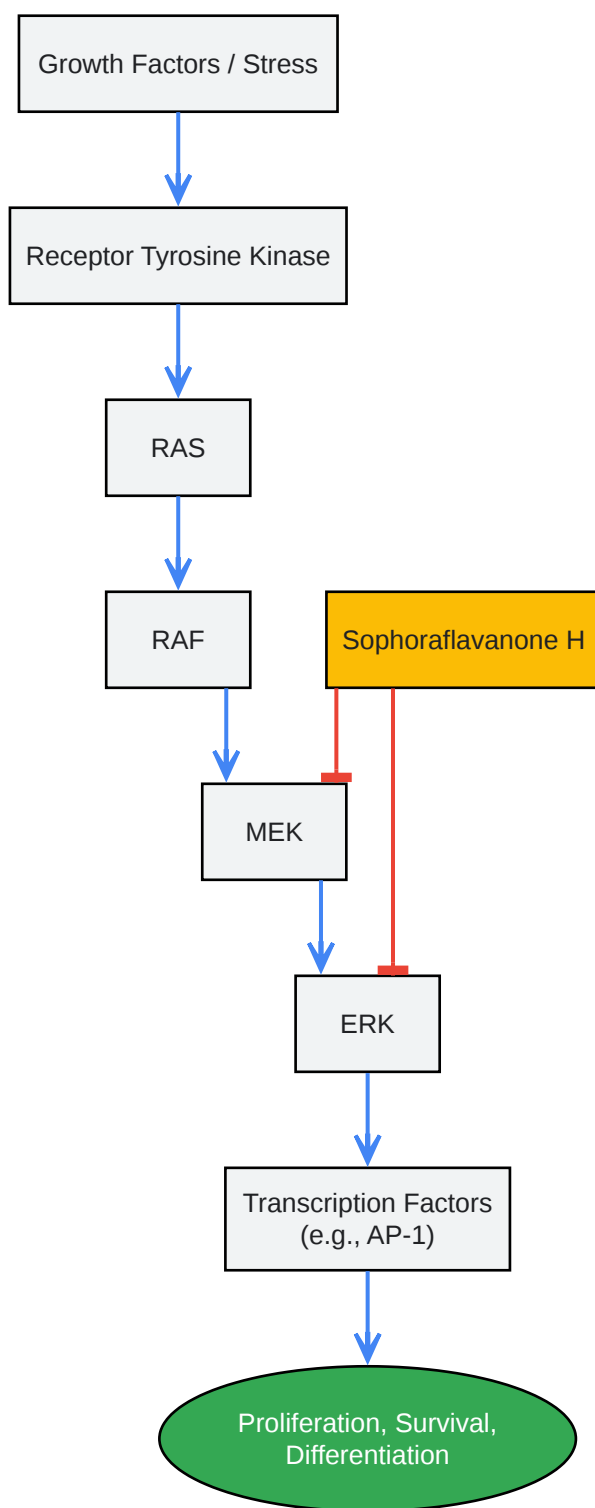 Growth Factors / Stress
Receptor Tyrosine Kinase
RAS
RAF
Sophoraflavanone H
MEK
ERK
Transcription Factors
(e.g., AP-1)
Proliferation, Survival,
Differentiation